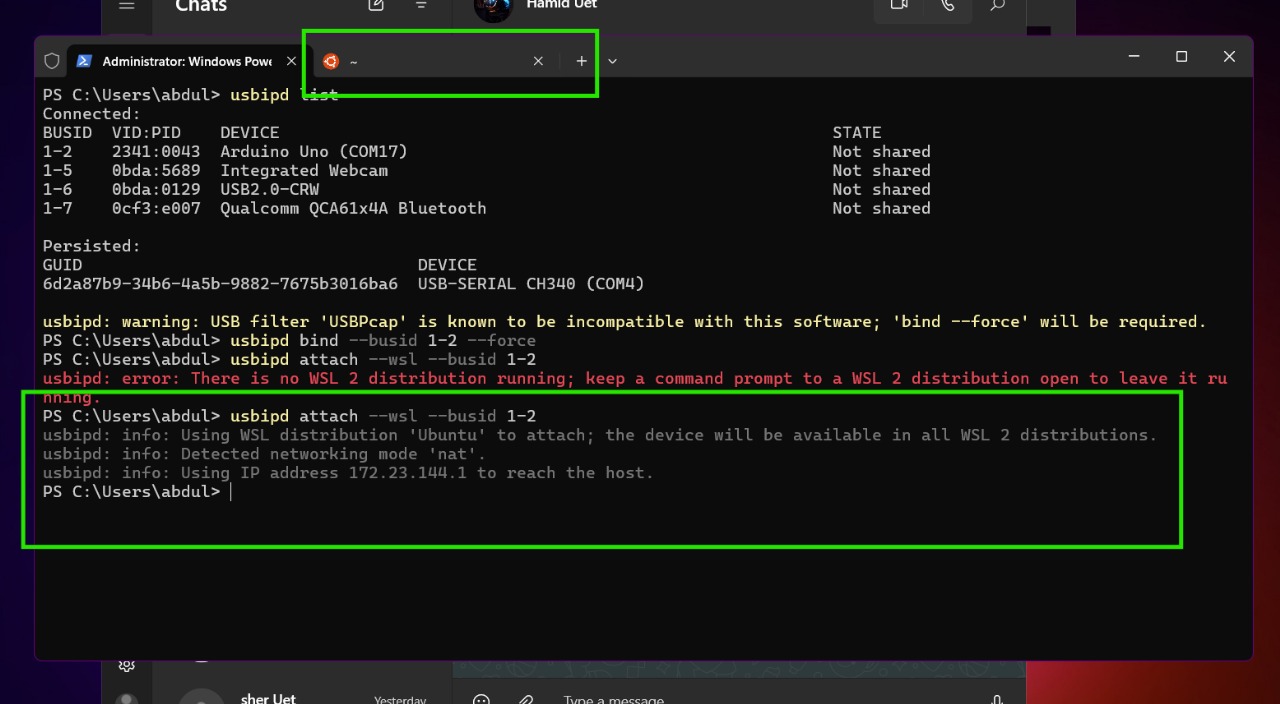 Chats
Hamid Uet
Administrator: Windows Powe
~
PS C:\Users\abdul> usbipd list
Connected:
BUSID  VID:PID    DEVICE                                                        STATE
1-2    2341:0043  Arduino Uno (COM17)                                           Not shared
1-5    0bda:5689  Integrated Webcam                                             Not shared
1-6    0bda:0129  USB2.0-CRW                                                    Not shared
1-7    0cf3:e007  Qualcomm QCA61x4A Bluetooth                                   Not shared
Persisted:
GUID                                  DEVICE
6d2a87b9-34b6-4a5b-9882-7675b3016ba6  USB-SERIAL CH340 (COM4)
usbipd: warning: USB filter 'USBPcap' is known to be incompatible with this software; 'bind --force' will be required.
PS C:\Users\abdul> usbipd bind --busid 1-2 --force
PS C:\Users\abdul> usbipd attach --wsl --busid 1-2
usbipd: error: There is no WSL 2 distribution running; keep a command prompt to a WSL 2 distribution open to leave it ru
nning.
PS C:\Users\abdul> usbipd attach --wsl --busid 1-2
usbipd: info: Using WSL distribution 'Ubuntu' to attach; the device will be available in all WSL 2 distributions.
usbipd: info: Detected networking mode 'nat'.
usbipd: info: Using IP address 172.23.144.1 to reach the host.
PS C:\Users\abdul>
sher Uet
Yesterday
Type a message